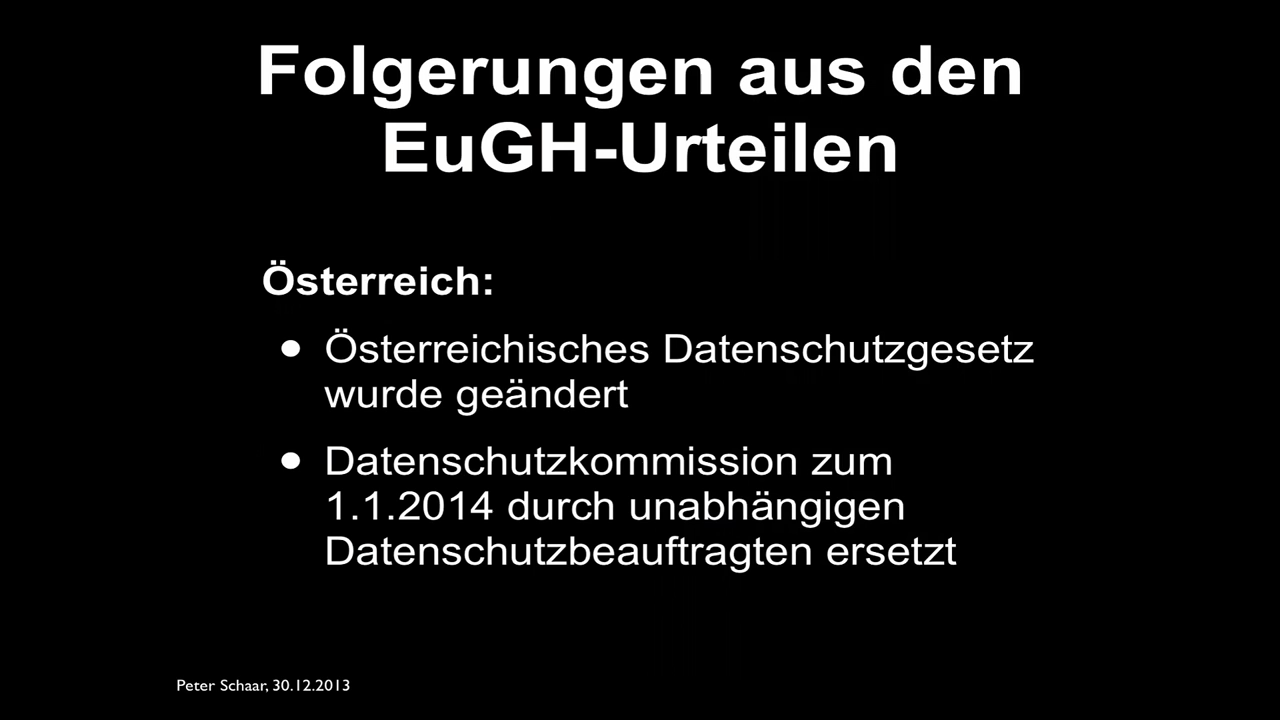 Folgerungen aus den
EuGH-Urteilen
Österreich:
• Österreichisches Datenschutzgesetz
wurde geändert
• Datenschutzkommission zum
1.1.2014 durch unabhängigen
Datenschutzbeauftragten ersetzt
Peter Schaar, 30.12.2013